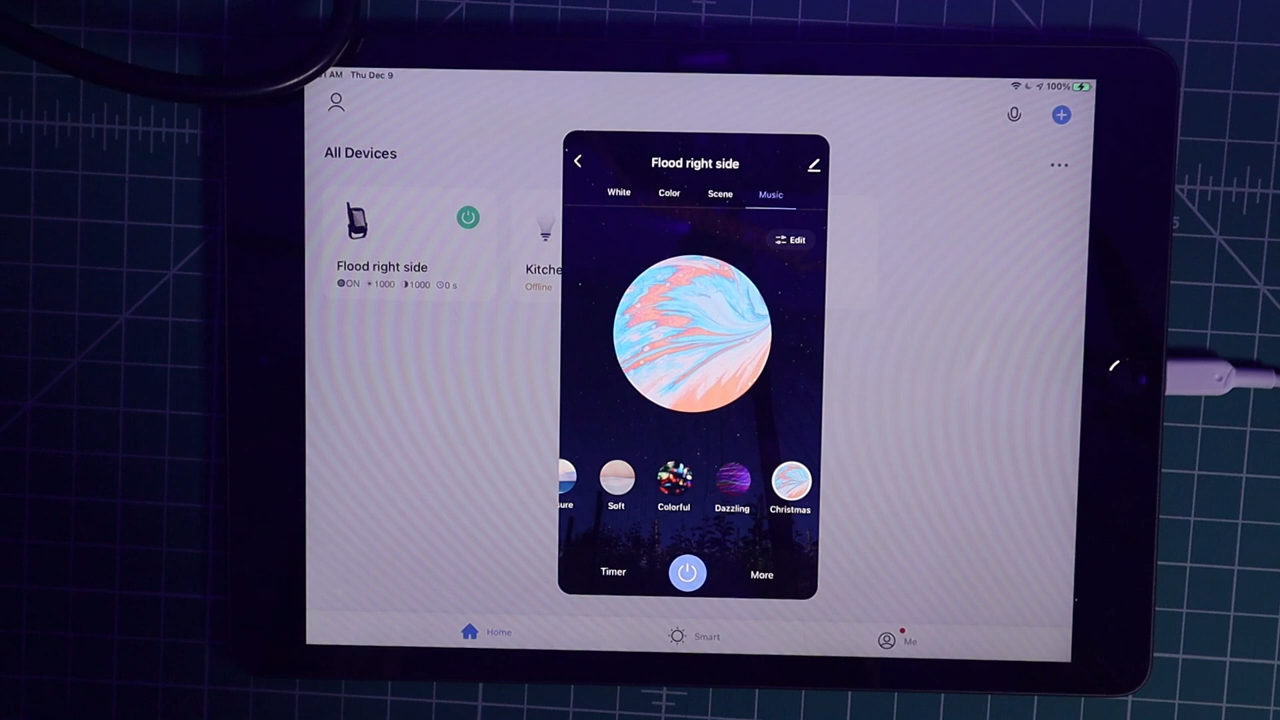 AM Thu Dec 9
100%
All Devices
Flood right side
ON 1000 1000 0 s
Kitche
Offline
Flood right side
White Color Scene Music
Edit
ure Soft Colorful Dazzling Christmas
Timer More
Home Smart Me